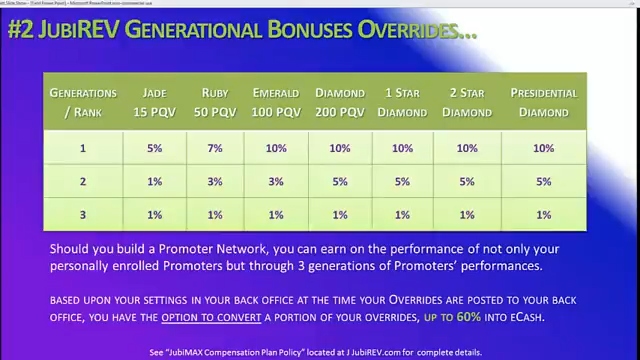 #2 JubiREV Generational Bonuses Overrides...
Generations / Rank Jade 15 PQV Ruby 50 PQV Emerald 100 PQV Diamond 200 PQV 1 Star Diamond 2 Star Diamond Presidential Diamond
1 5% 7% 10% 10% 10% 10% 10%
2 1% 3% 3% 5% 5% 5% 5%
3 1% 1% 1% 1% 1% 1% 1%
Should you build a Promoter Network, you can earn on the performance of not only your
personally enrolled Promoters but through 3 generations of Promoters' performances.
BASED UPON YOUR SETTINGS IN YOUR BACK OFFICE AT THE TIME YOUR OVERRIDES ARE POSTED TO YOUR BACK
OFFICE, YOU HAVE THE OPTION TO CONVERT A PORTION OF YOUR OVERRIDES, UP TO 60% INTO ECASH.
See “JubiMAX Compensation Plan Policy” located at J JubiREV.com for complete details.